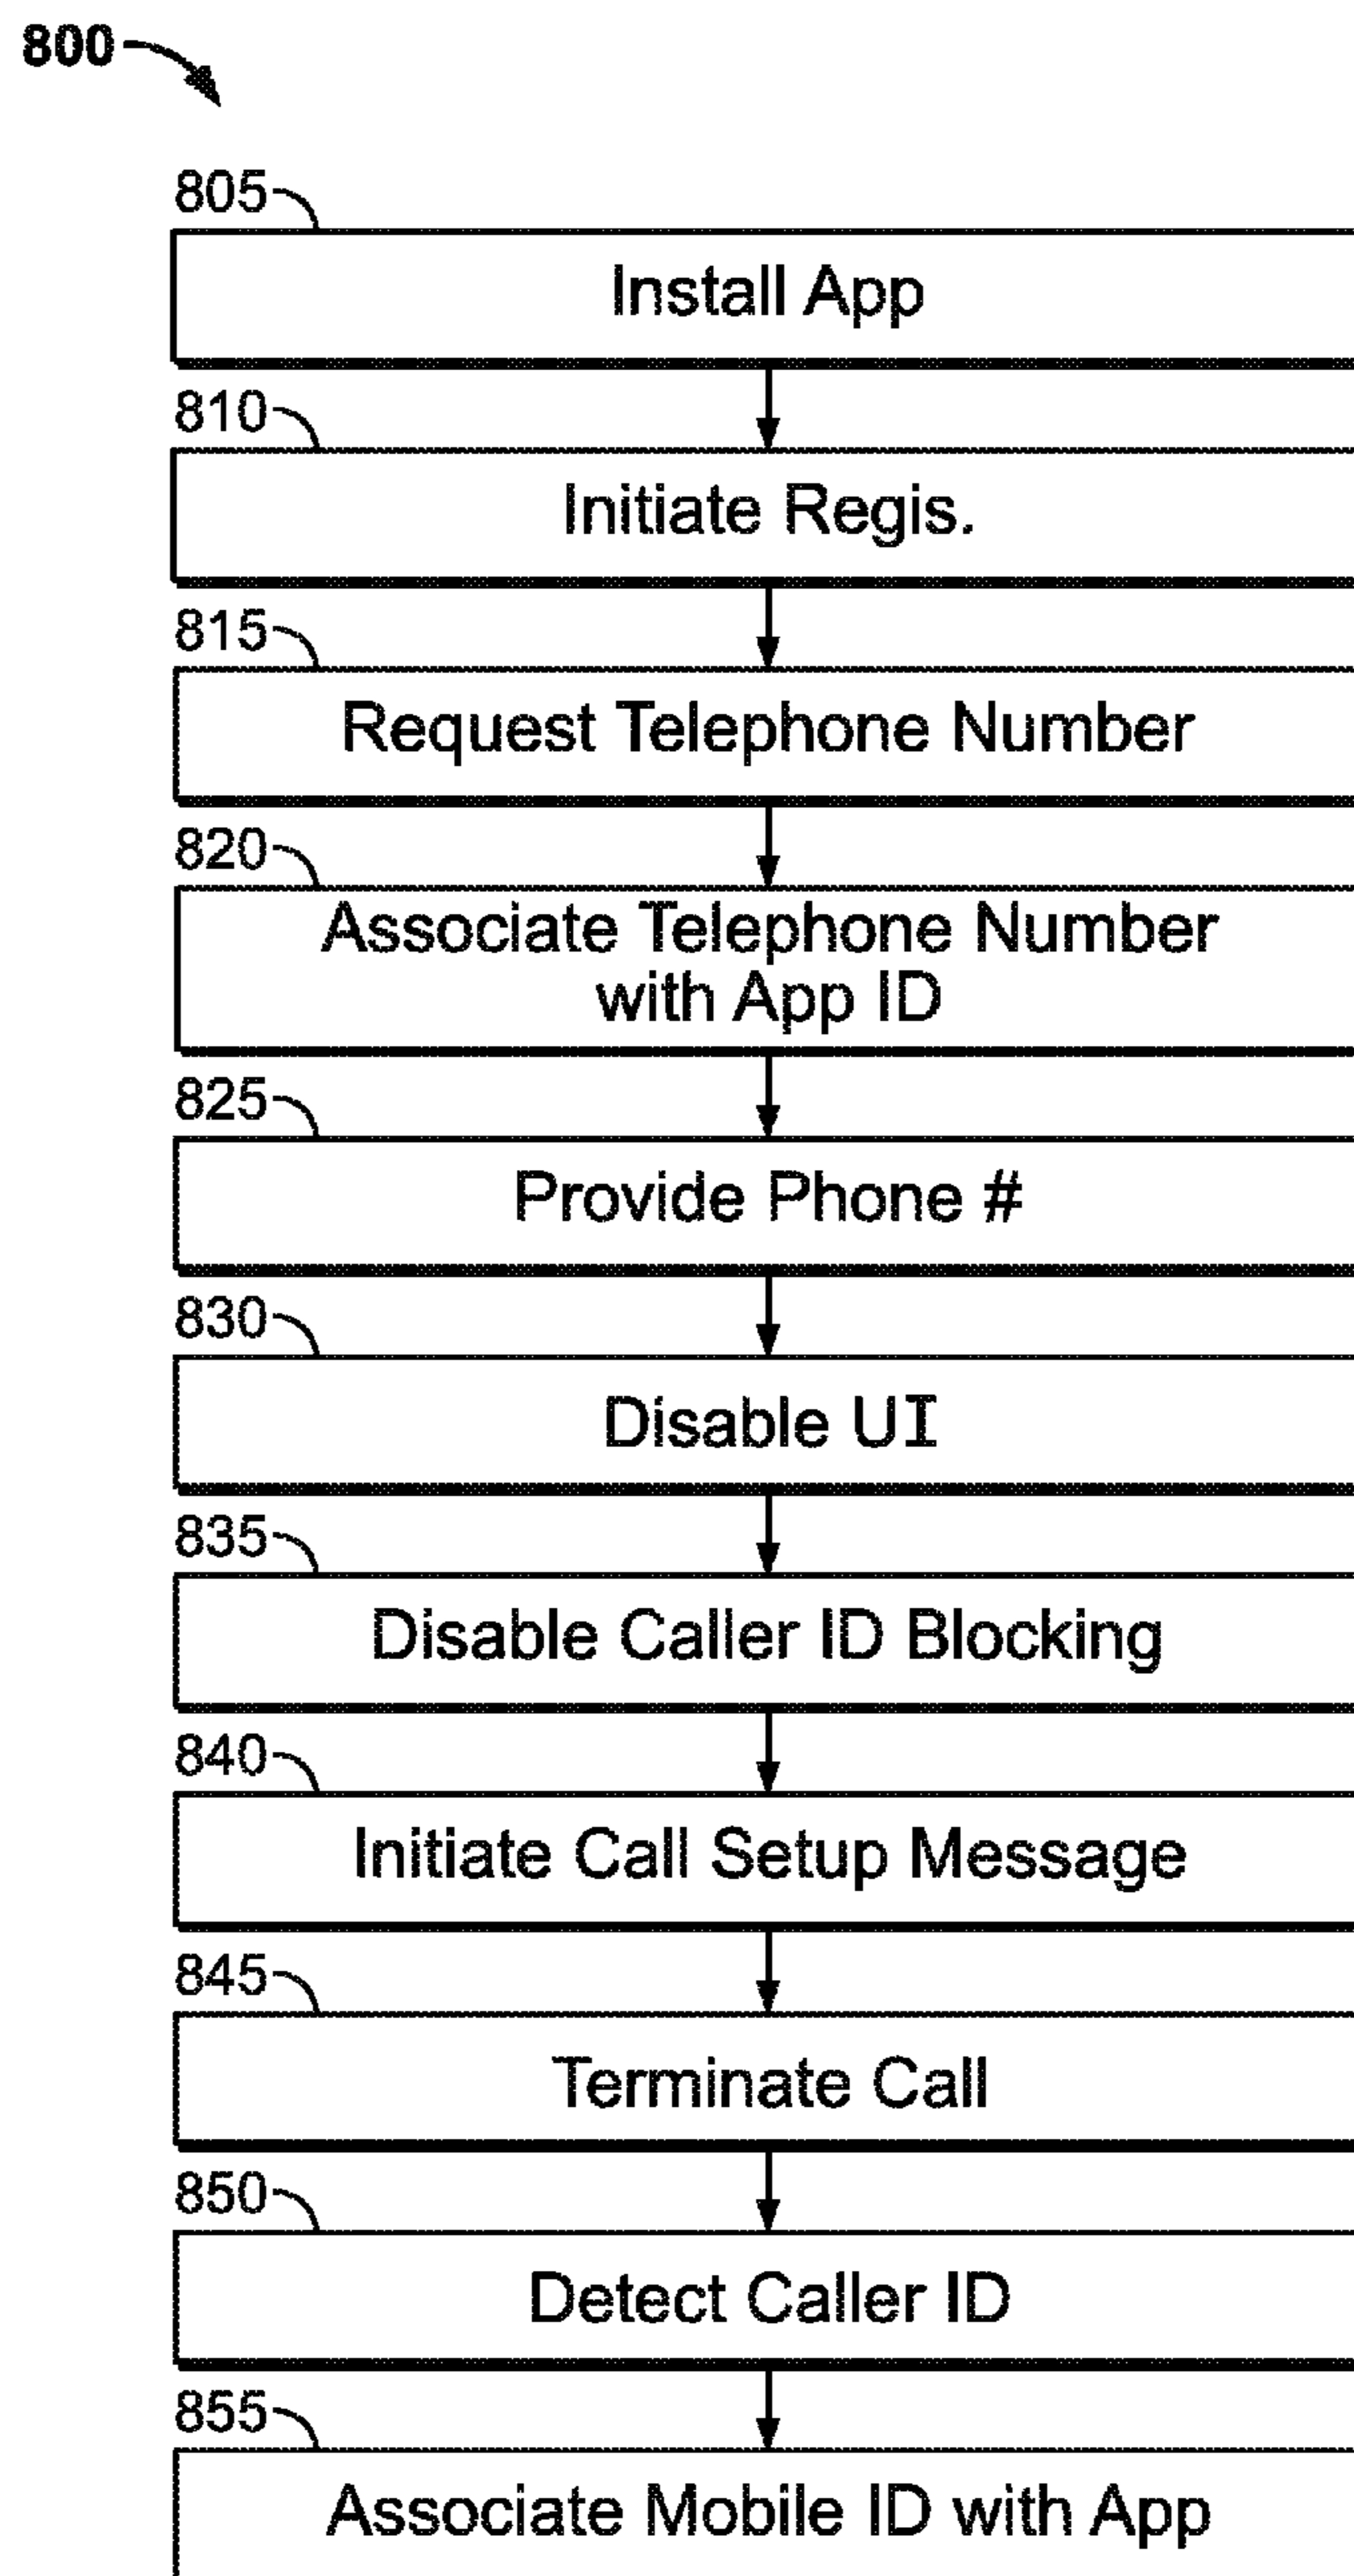 800
805
Install App
810
Initiate Regis.
815
Request Telephone Number
820
Associate Telephone Number
with App ID
825
Provide Phone #
830
Disable UI
835
Disable Caller ID Blocking
840
Initiate Call Setup Message
845
Terminate Call
850
Detect Caller ID
855
Associate Mobile ID with App